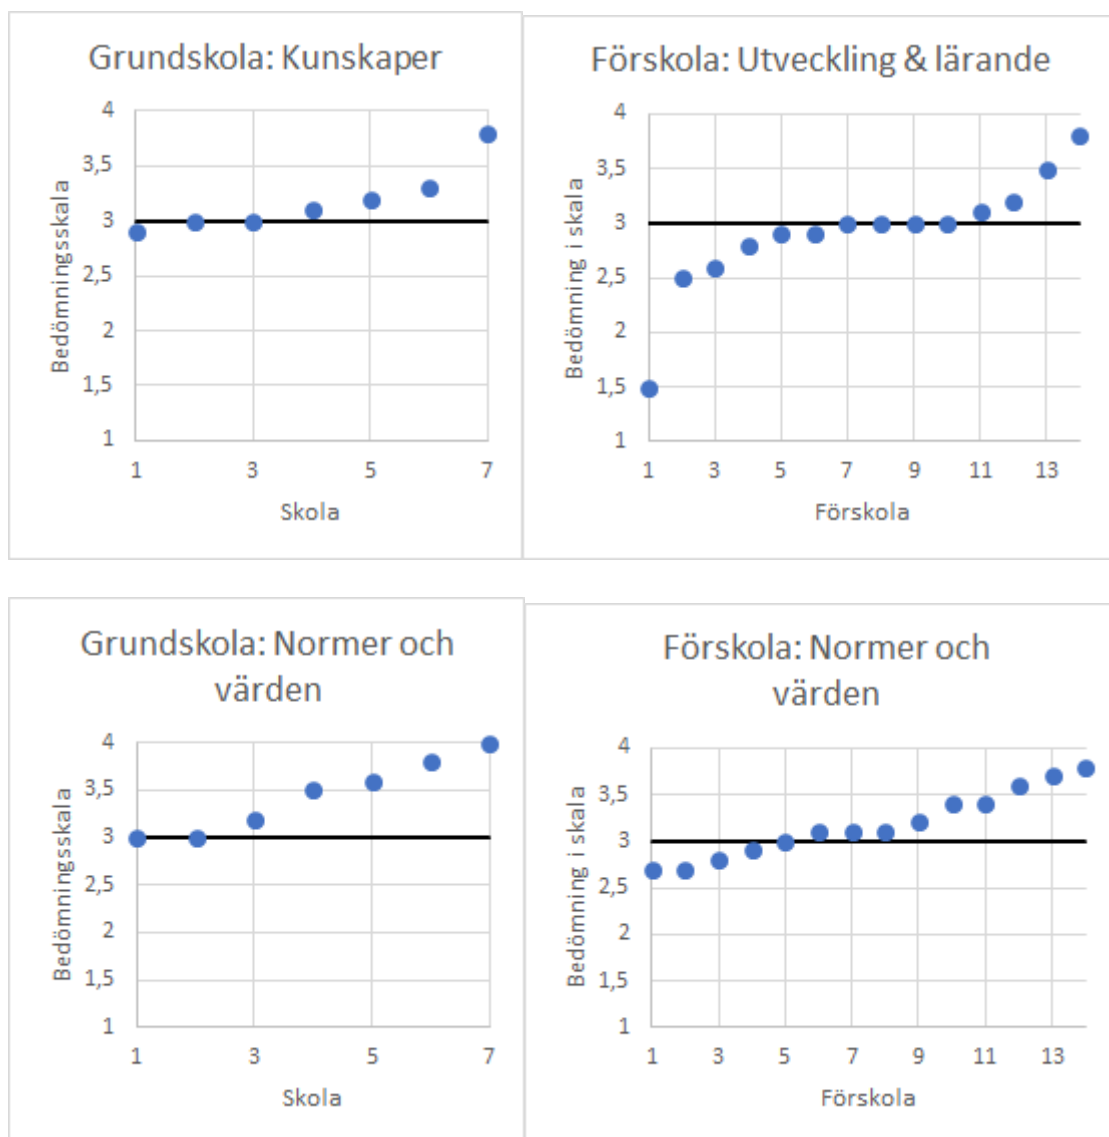 Grundskola: Kunskaper
4
3,5
3
2,5
2
1,5
1
1 3 5 7
Bedömningsskala
Skola
Förskola: Utveckling & lärande
4
3,5
3
2,5
2
1,5
1
1 3 5 7 9 11 13
Bedömning i skala
Förskola
Grundskola: Normer och
värden
4
3,5
3
2,5
2
1,5
1
1 3 5 7
Bedömningsskala
Skola
Förskola: Normer och
värden
4
3,5
3
2,5
2
1,5
1
1 3 5 7 9 11 13
Bedömning i skala
Förskola